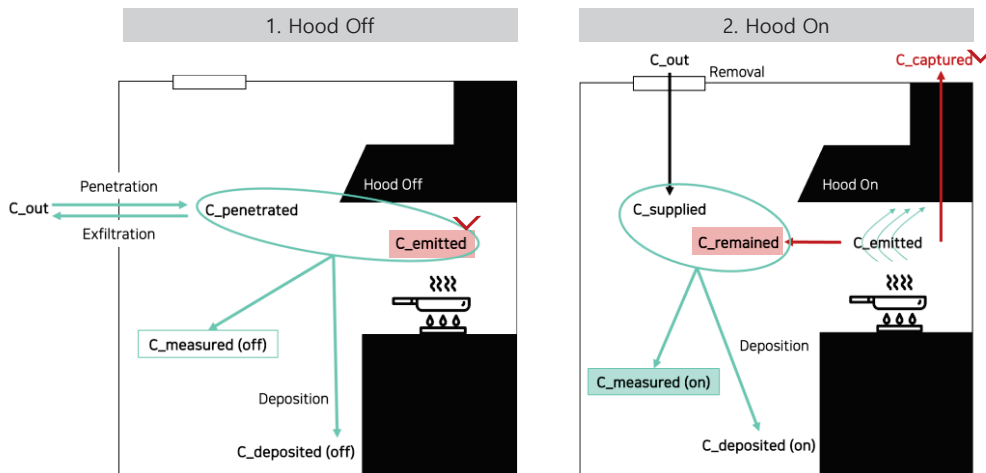 1. Hood Off
Hood Off
Penetration
C_out
C_penetrated
Exfiltration
C_emitted
C_measured (off)
Deposition
C_deposited (off)
2. Hood On
C_out
Removal
C_captured
Hood On
C_supplied
C_remained
C_emitted
Deposition
C_measured (on)
C_deposited (on)